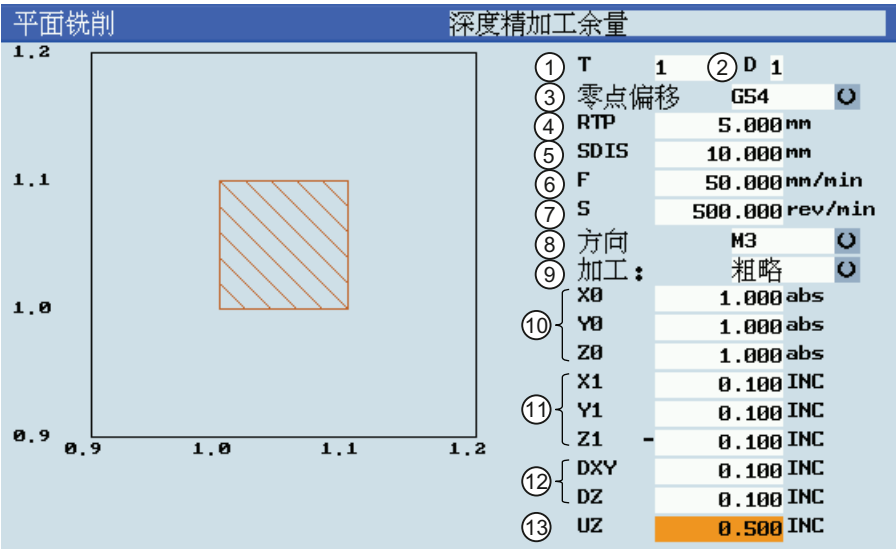 平面铣削 深度精加工余量
1.2
1.1
1.0
0.9
0.9 1.0 1.1 1.2
① T 1 ② D 1
③ 零点偏移 G54
④ RTP 5.000 mm
⑤ SDIS 10.000 mm
⑥ F 50.000 mm/min
⑦ S 500.000 rev/min
⑧ 方向 M3
⑨ 加工: 粗略
X0 1.000 abs
⑩ Y0 1.000 abs
Z0 1.000 abs
X1 0.100 INC
⑪ Y1 0.100 INC
Z1 -0.100 INC
⑫ DXY 0.100 INC
DZ 0.100 INC
⑬ UZ 0.500 INC